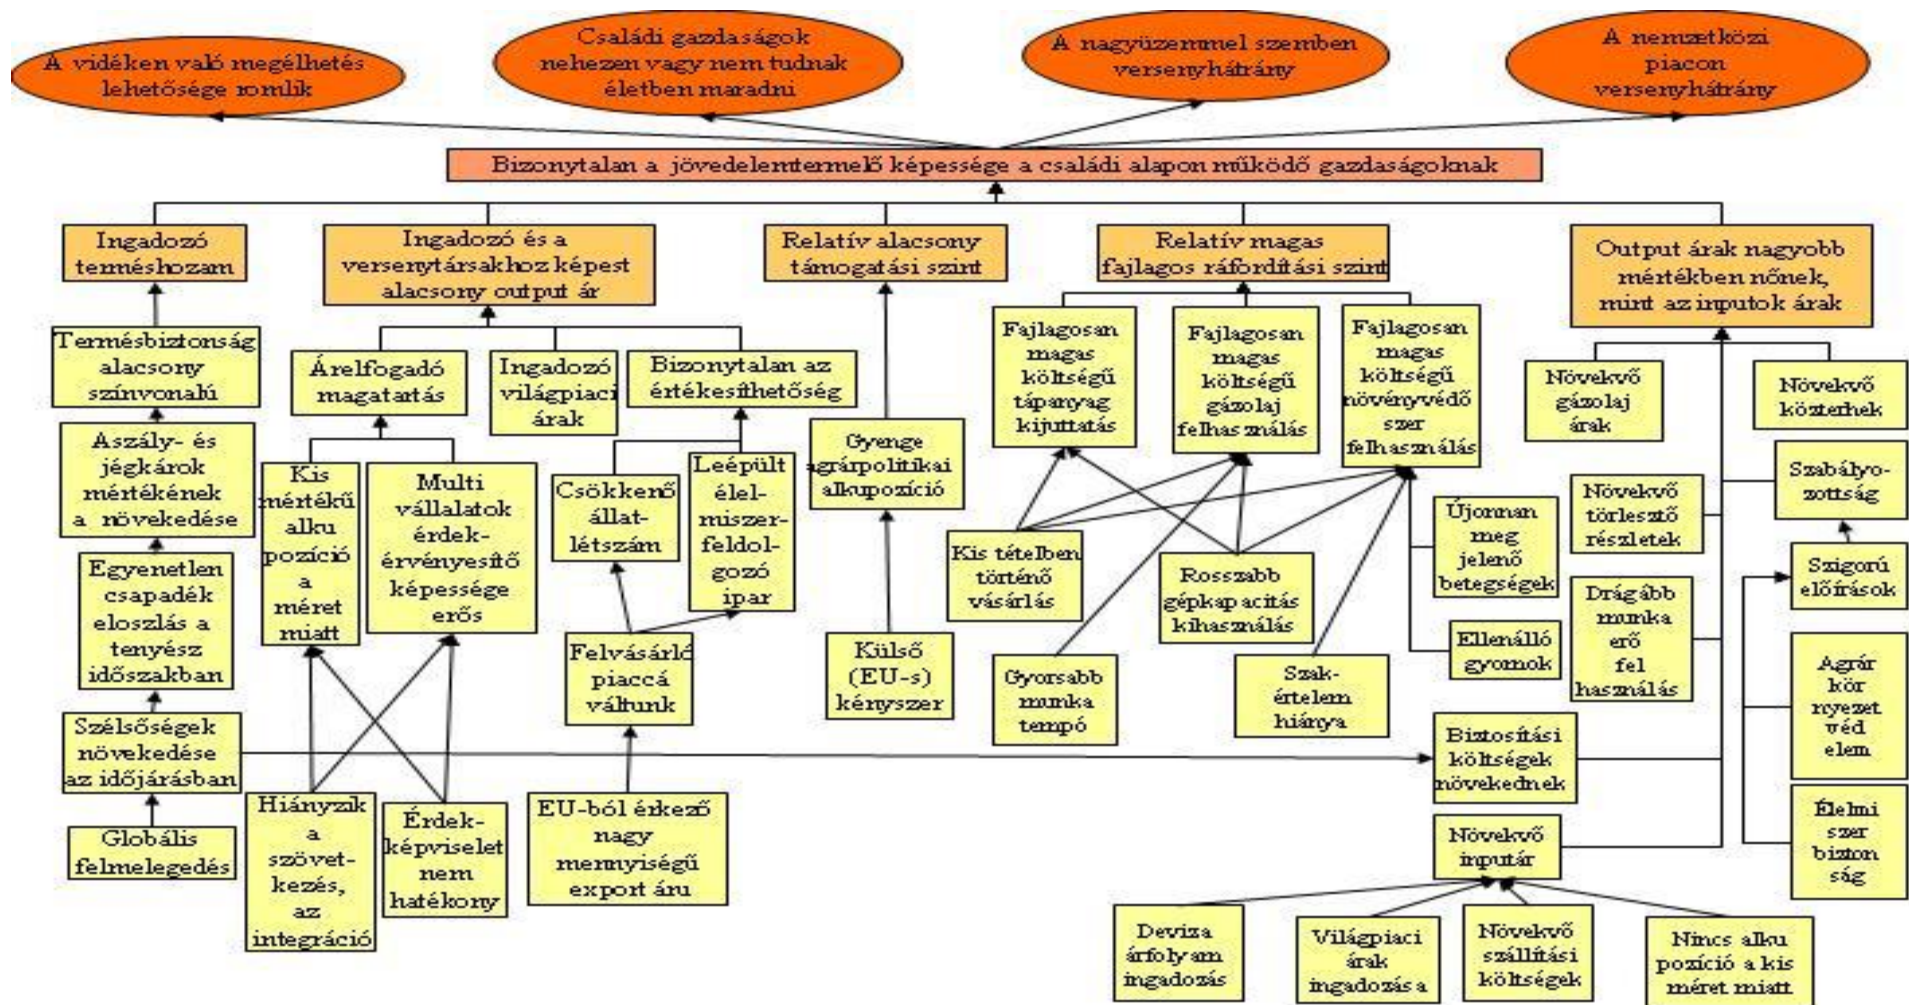 A vidéken való megélhetés
lehetősége romlik
Családi gazdaságok
nehezen vagy nem tudnak
életben maradni
A nagyüzemmel szemben
versenyhátrány
A nemzetközi
piacon
versenyhátrány
Bizonytalan a jövedelemtermelő képessége a családi alapon működő gazdaságoknak
Ingadozó
terméshozam
Ingadozó és a
versenytársakhoz képest
alacsony output ár
Relatív alacsony
támogatási szint
Relatív magas
fajlagos ráfordítási szint
Output árak nagyobb
mértékben nőnek,
mint az inputok árak
Termésbiztonság
alacsony
színvonalú
Aszály- és
jégkárok
mértékének
a növekedése
Egyenetlen
csapadék
eloszlás a
tenyész
időszakban
Szélsőségek
növekedése
az időjárásban
Globális
felmelegedés
Árelfogadó
magatartás
Ingadozó
világpiaci
árak
Bizonytalan az
értékesíthetőség
Kis
mértékű
alku
pozíció
a
méret
miatt
Multi
vállalatok
érdek-
érvényesítő
képessége
erős
Hiányzik
a
szövet-
kezés,
az
integráció
Érdek-
képviselet
nem
hatékony
Csökkenő
állat-
létszám
Leépült
élel-
miszer-
feldol-
gozó
ipar
Felvásárló
piaccá
váltunk
EU-ból érkező
nagy
mennyiségű
export áru
Gyenge
agrárpolitikai
alkupozíció
Külső
(EU-s)
kényszer
Fajlagosan
magas
költségű
tápanyag
kijuttatás
Fajlagosan
magas
költségű
gázolaj
felhasználás
Fajlagosan
magas
költségű
növényvédő
szer
felhasználás
Kis tételben
történő
vásárlás
Rosszabb
gépkapacitás
kihasználás
Gyorsabb
munka
tempó
Szak-
értelem
hiánya
Újonnan
meg
jelenő
betegségek
Ellenálló
gyomok
Növekvő
gázolaj
árak
Növekvő
közterhek
Növekvő
törlesztő
részletek
Szabályo-
zottság
Drágább
munka
erő
fel
használás
Szigorú
előírások
Agrár
kör
nyezet
véd
elem
Élelmi
szer
bizton
ság
Biztosítási
költségek
növekednek
Növekvő
inputár
Deviza
árfolyam
ingadozás
Világpiaci
árak
ingadozása
Növekvő
szállítási
költségek
Nincs alku
pozíció a kis
méret miatt